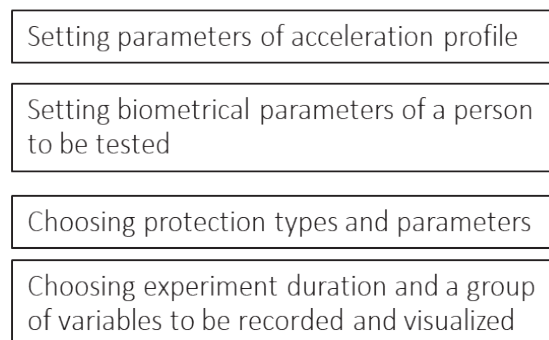 Setting parameters of acceleration profile
Setting biometrical parameters of a person
to be tested
Choosing protection types and parameters
Choosing experiment duration and a group
of variables to be recorded and visualized